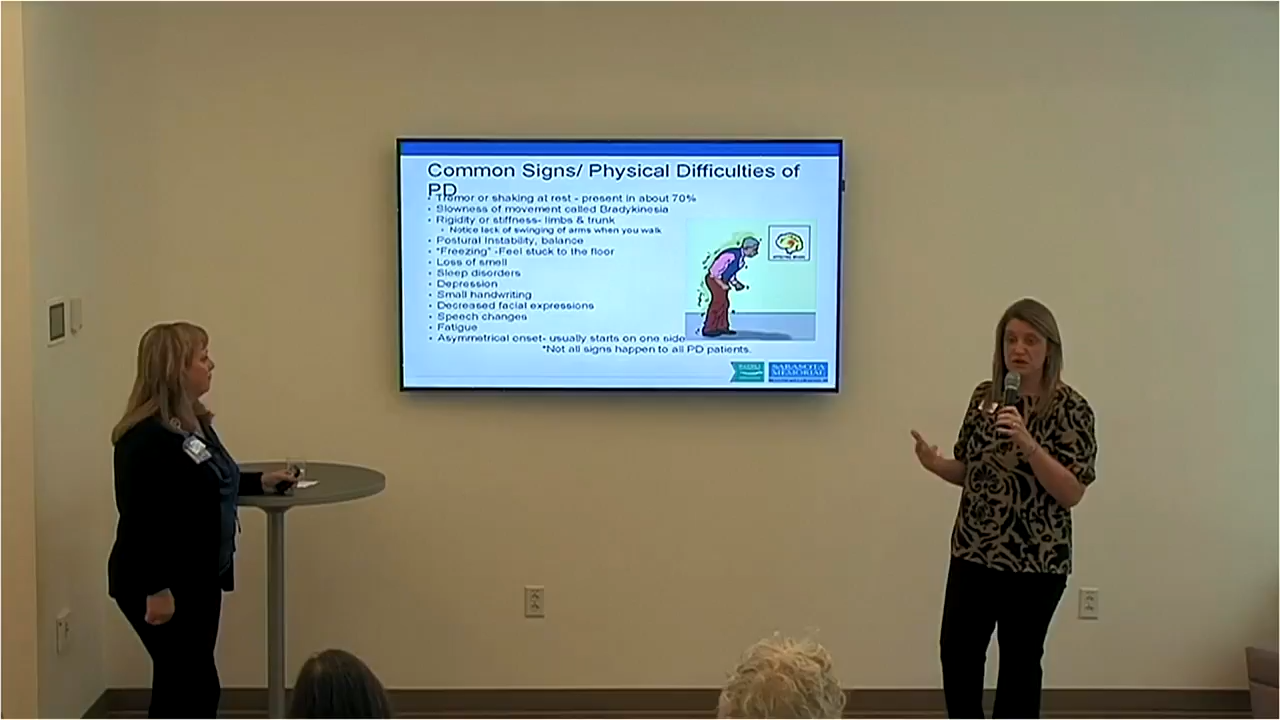 Common Signs/ Physical Difficulties of
PD
• Tremor or shaking at rest - present in about 70%
• Slowness of movement called Bradykinesia
• Rigidity or stiffness- limbs & trunk
• Notice lack of swinging of arms when you walk
• Postural Instability, balance
• "Freezing" -Feel stuck to the floor
• Loss of smell
• Sleep disorders
• Depression
• Small handwriting
• Decreased facial expressions
• Speech changes
• Fatigue
• Asymmetrical onset- usually starts on one side
*Not all signs happen to all PD patients.
SARASOTA
MEMORIAL